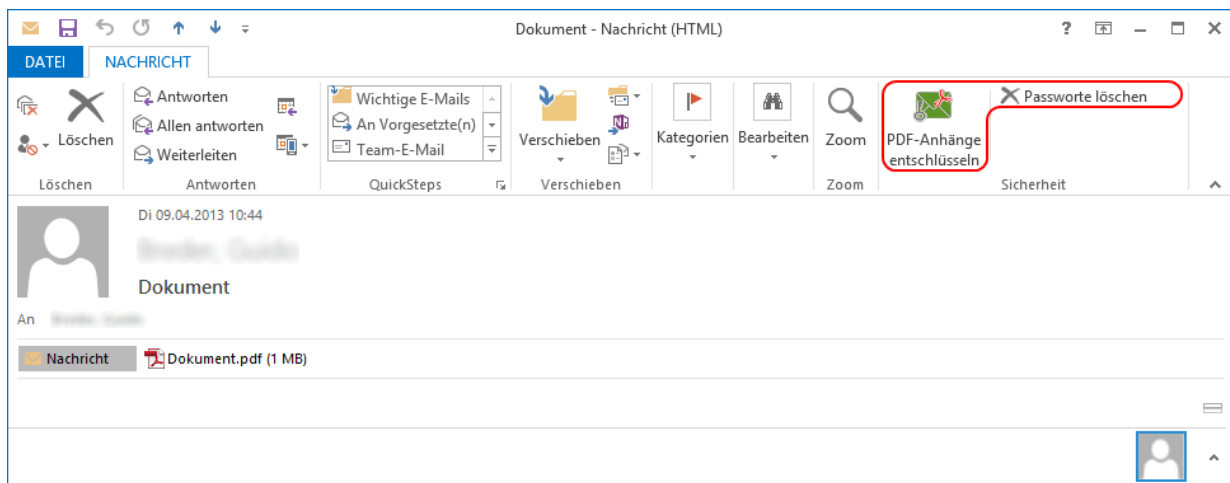 Dokument - Nachricht (HTML)
?
DATEI NACHRICHT
Löschen
Antworten
Allen antworten
Weiterleiten
Wichtige E-Mails
An Vorgesetzte(n)
Team-E-Mail
Verschieben
Kategorien
Bearbeiten
Zoom
PDF-Anhänge
entschlüsseln
Passworte löschen
Löschen Antworten QuickSteps Verschieben Zoom Sicherheit
Di 09.04.2013 10:44
Dokument
An
Nachricht Dokument.pdf (1 MB)